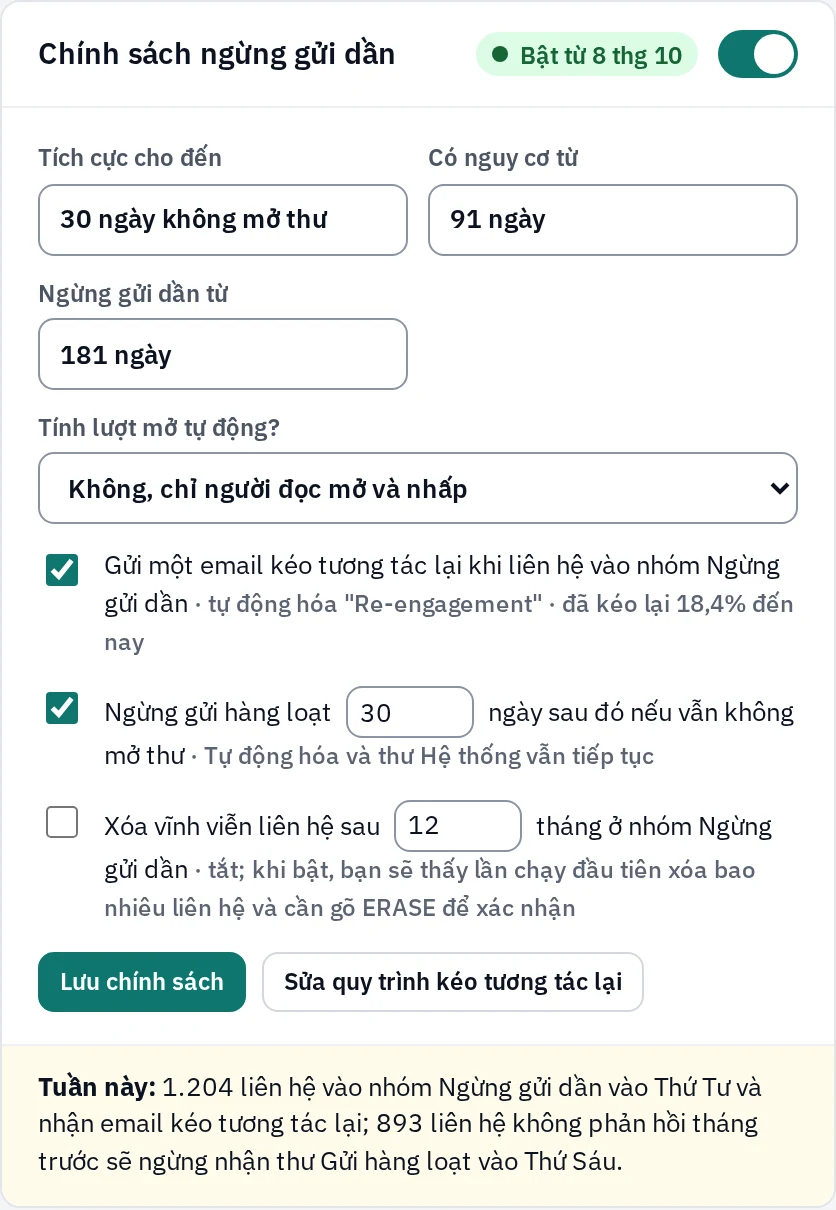 Chính sách ngừng gửi dần
Bật từ 8 thg 10
Tích cực cho đến
Có nguy cơ từ
30 ngày không mở thư
91 ngày
Ngừng gửi dần từ
181 ngày
Tính lượt mở tự động?
Không, chỉ người đọc mở và nhấp
Gửi một email kéo tương tác lại khi liên hệ vào nhóm Ngừng
gửi dần · tự động hóa "Re-engagement" · đã kéo lại 18,4% đến
nay
Ngừng gửi hàng loạt 30 ngày sau đó nếu vẫn không
mở thư · Tự động hóa và thư Hệ thống vẫn tiếp tục
Xóa vĩnh viễn liên hệ sau 12 tháng ở nhóm Ngừng
gửi dần · tắt; khi bật, bạn sẽ thấy lần chạy đầu tiên xóa bao
nhiêu liên hệ và cần gõ ERASE để xác nhận
Lưu chính sách
Sửa quy trình kéo tương tác lại
Tuần này: 1.204 liên hệ vào nhóm Ngừng gửi dần vào Thứ Tư và
nhận email kéo tương tác lại; 893 liên hệ không phản hồi tháng
trước sẽ ngừng nhận thư Gửi hàng loạt vào Thứ Sáu.